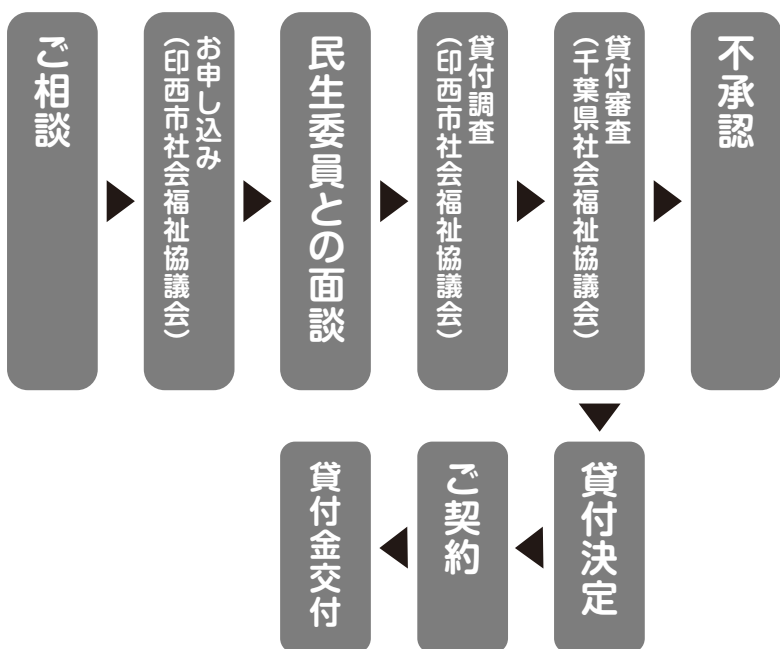 ご相談
お申し込み
（印西市社会福祉協議会）
民生委員との面談
貸付調査
（印西市社会福祉協議会）
貸付審査
（千葉県社会福祉協議会）
不承認
貸付決定
ご契約
貸付金交付